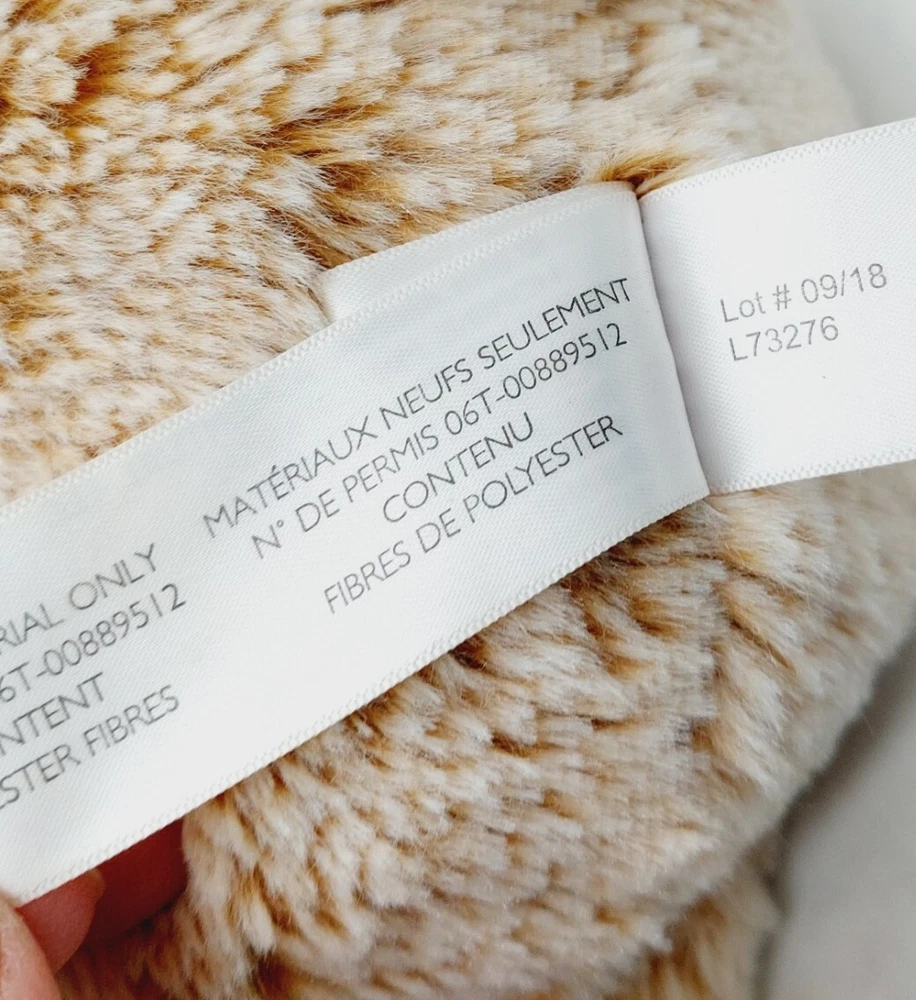 RIAL ONLY
6T-00889512
NTENT
ESTER FIBRES
MATÉRIAUX NEUFS SEULEMENT
N° DE PERMIS 06T-00889512
CONTENU
FIBRES DE POLYESTER
Lot # 09/18
L73276